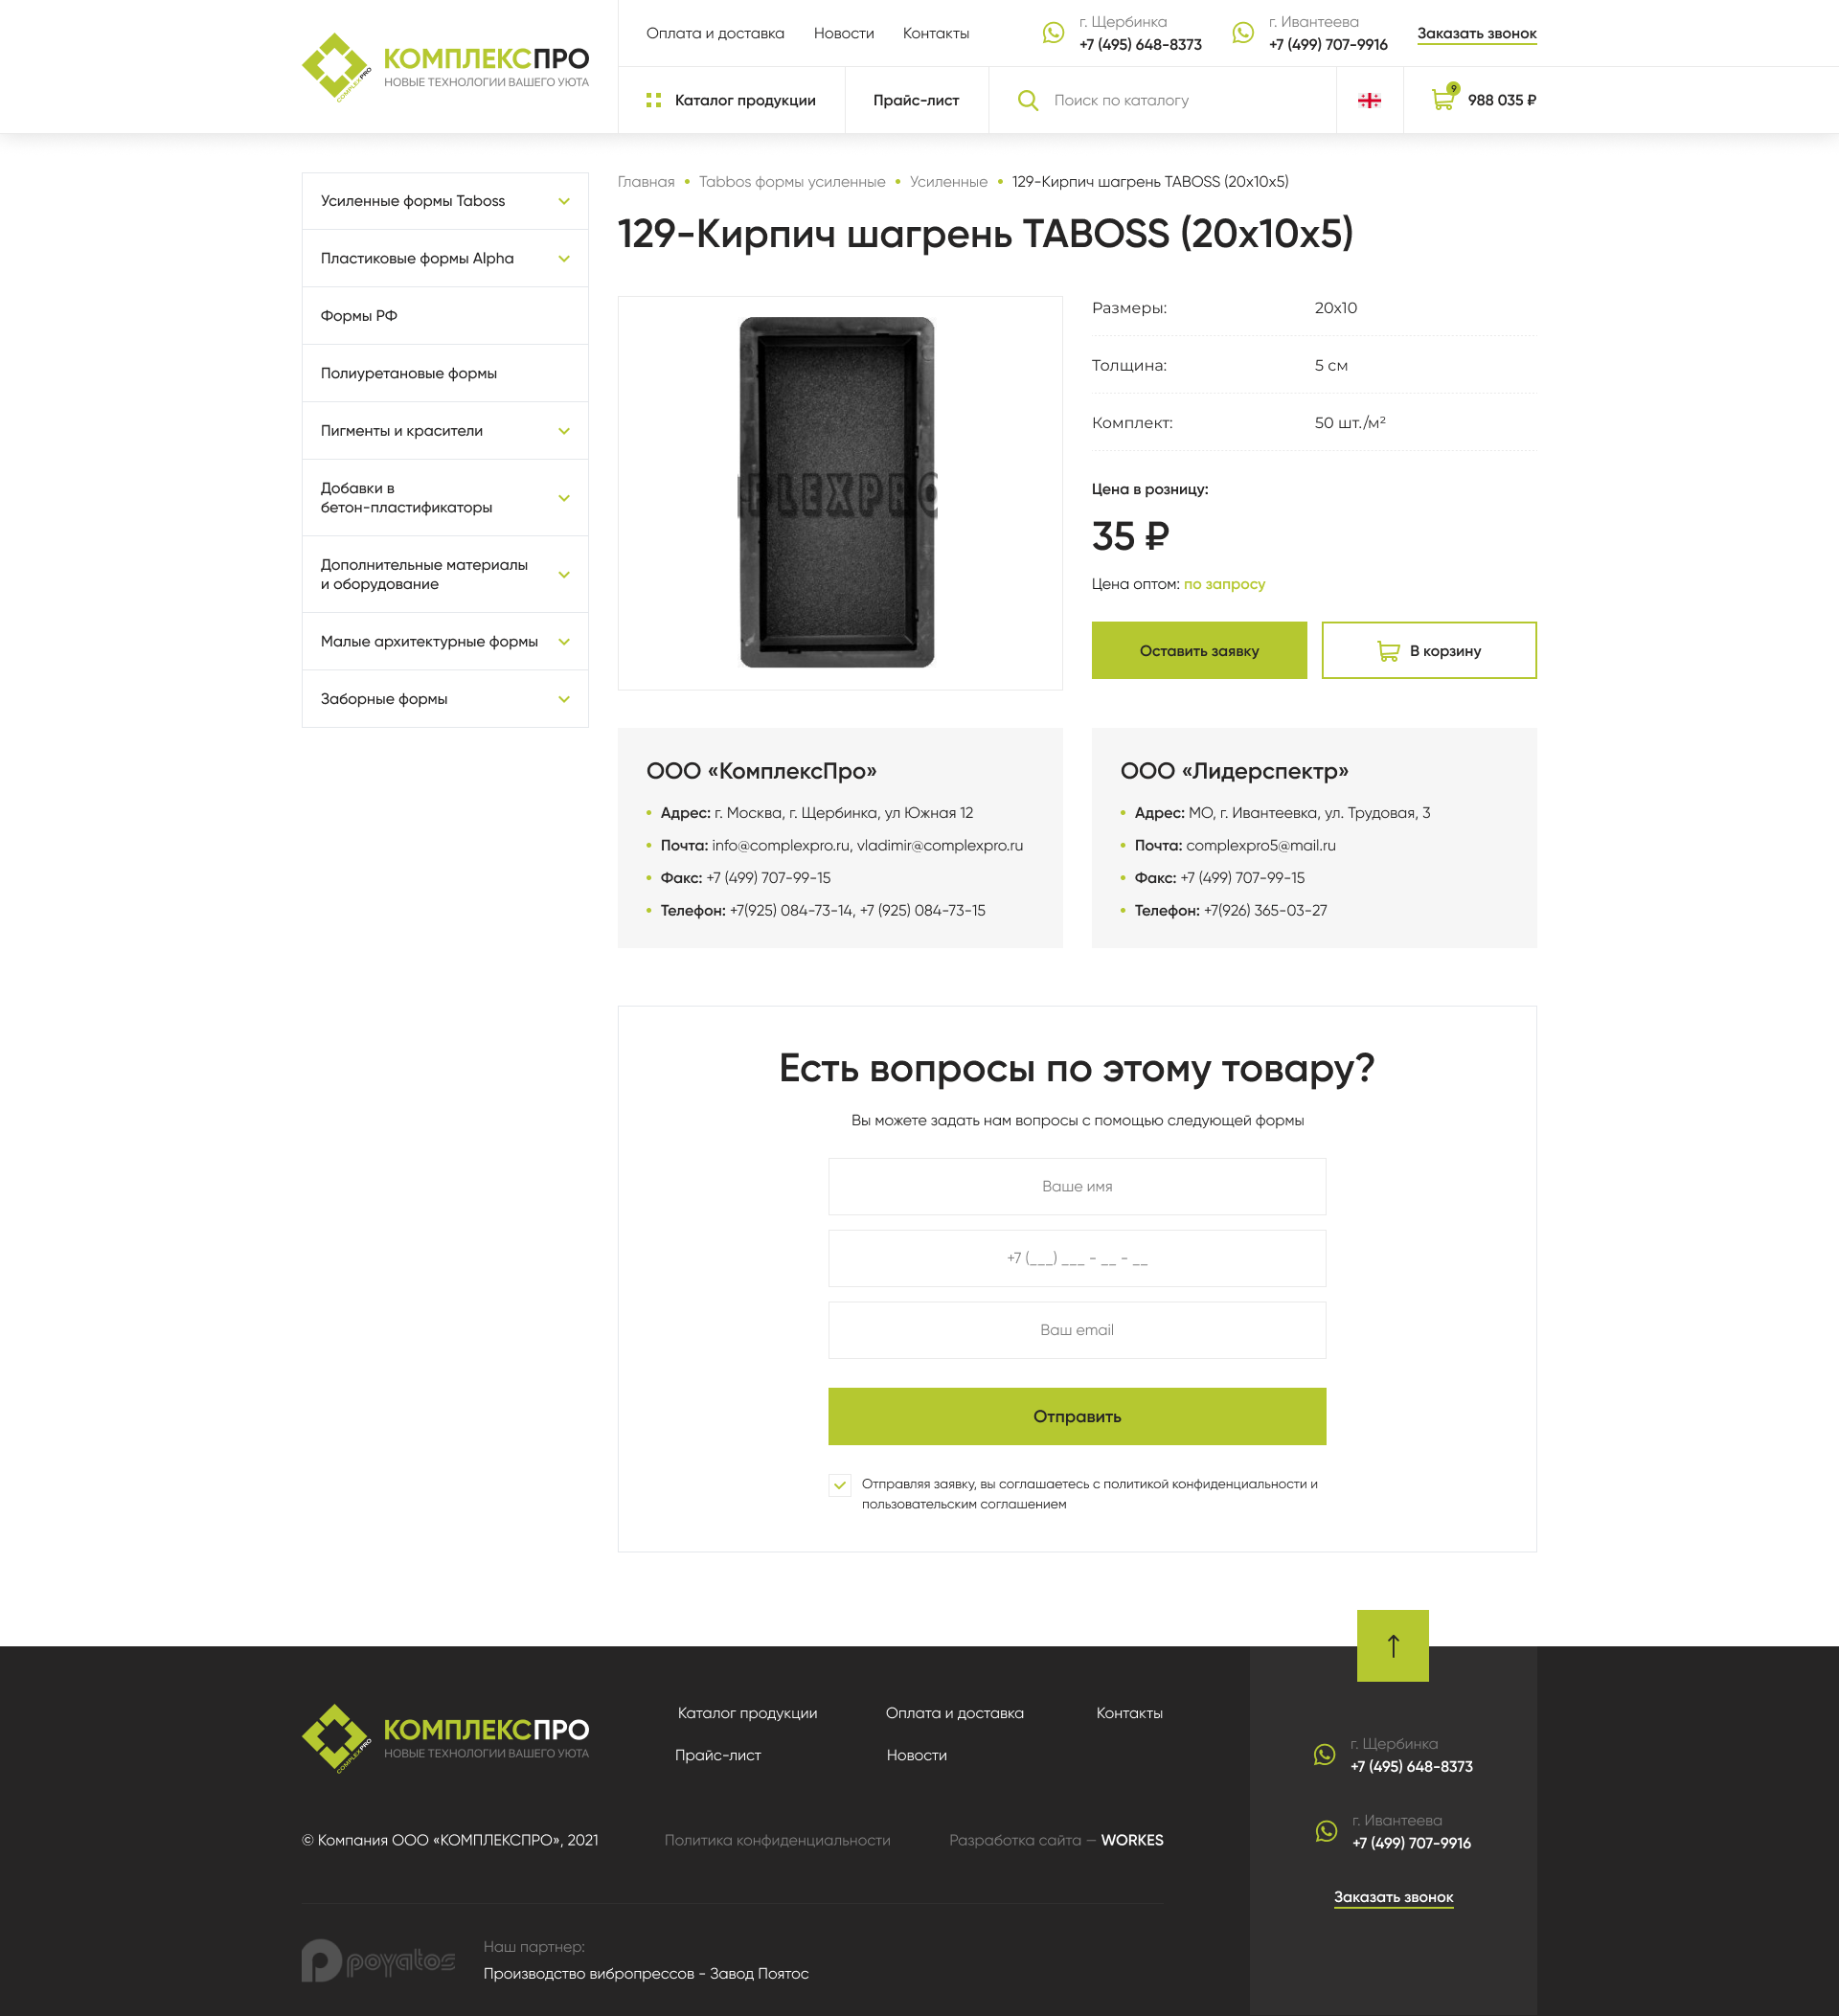 КОМПЛЕКСПРО
НОВЫЕ ТЕХНОЛОГИИ ВАШЕГО УЮТА
COMPLEX PRO
Оплата и доставка
Новости
Контакты
г. Щербинка
+7 (495) 648-8373
г. Ивантеева
+7 (499) 707-9916
Заказать звонок
Каталог продукции
Прайс-лист
Поиск по каталогу
9
988 035 ₽
Усиленные формы Taboss
Пластиковые формы Alpha
Формы РФ
Полиуретановые формы
Пигменты и красители
Добавки в
бетон-пластификаторы
Дополнительные материалы
и оборудование
Малые архитектурные формы
Заборные формы
Главная • Tabbos формы усиленные • Усиленные • 129-Кирпич шагрень TABOSS (20х10х5)
129-Кирпич шагрень TABOSS (20х10х5)
PLEXPRO
Размеры: 20х10
Толщина: 5 см
Комплект: 50 шт./м²
Цена в розницу:
35 ₽
Цена оптом: по запросу
Оставить заявку
В корзину
ООО «КомплексПро»
• Адрес: г. Москва, г. Щербинка, ул Южная 12
• Почта: info@complexpro.ru, vladimir@complexpro.ru
• Факс: +7 (499) 707-99-15
• Телефон: +7(925) 084-73-14, +7 (925) 084-73-15
ООО «Лидерспектр»
• Адрес: МО, г. Ивантеевка, ул. Трудовая, 3
• Почта: complexpro5@mail.ru
• Факс: +7 (499) 707-99-15
• Телефон: +7(926) 365-03-27
Есть вопросы по этому товару?
Вы можете задать нам вопросы с помощью следующей формы
Ваше имя
+7 (___) ___ - __ - __
Ваш email
Отправить
Отправляя заявку, вы соглашаетесь с политикой конфиденциальности и
пользовательским соглашением
КОМПЛЕКСПРО
НОВЫЕ ТЕХНОЛОГИИ ВАШЕГО УЮТА
COMPLEX PRO
Каталог продукции
Оплата и доставка
Контакты
Прайс-лист
Новости
© Компания ООО «КОМПЛЕКСПРО», 2021
Политика конфиденциальности
Разработка сайта — WORKES
г. Щербинка
+7 (495) 648-8373
г. Ивантеева
+7 (499) 707-9916
Заказать звонок
poyatos
Наш партнер:
Производство вибропрессов - Завод Поятос